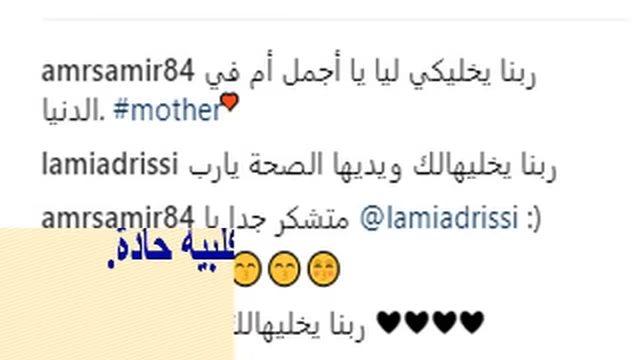 amrsamir84 ربنا يخليكي ليا يا أجمل أم في
الدنيا. #mother❤
lamiadrissi ربنا يخليهالك ويديها الصحة يارب
amrsamir84 متشكر جدا يا @lamiadrissi :)
حادة.
😙😙😚
ربنا يخليهالك ♥♥♥♥